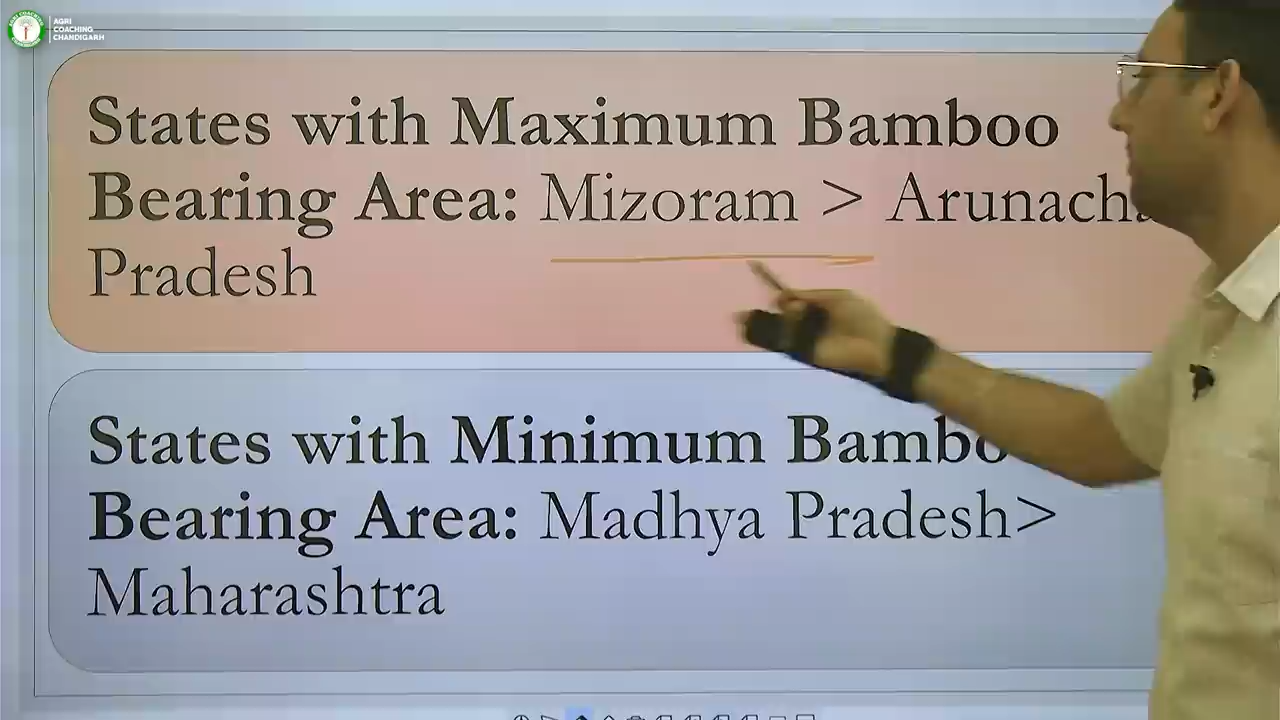 AGRI
COACHING
CHANDIGARH
States with Maximum Bamboo
Bearing Area: Mizoram > Arunach
Pradesh
States with Minimum Bambo
Bearing Area: Madhya Pradesh>
Maharashtra